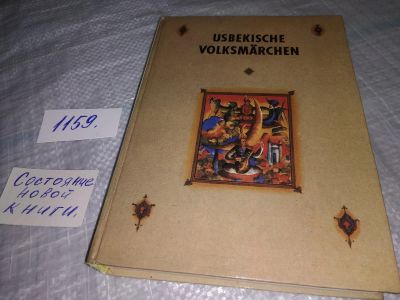 USBEKISCHE
VOLKSMÄRCHEN
1159.
Состояние
новой
книги.